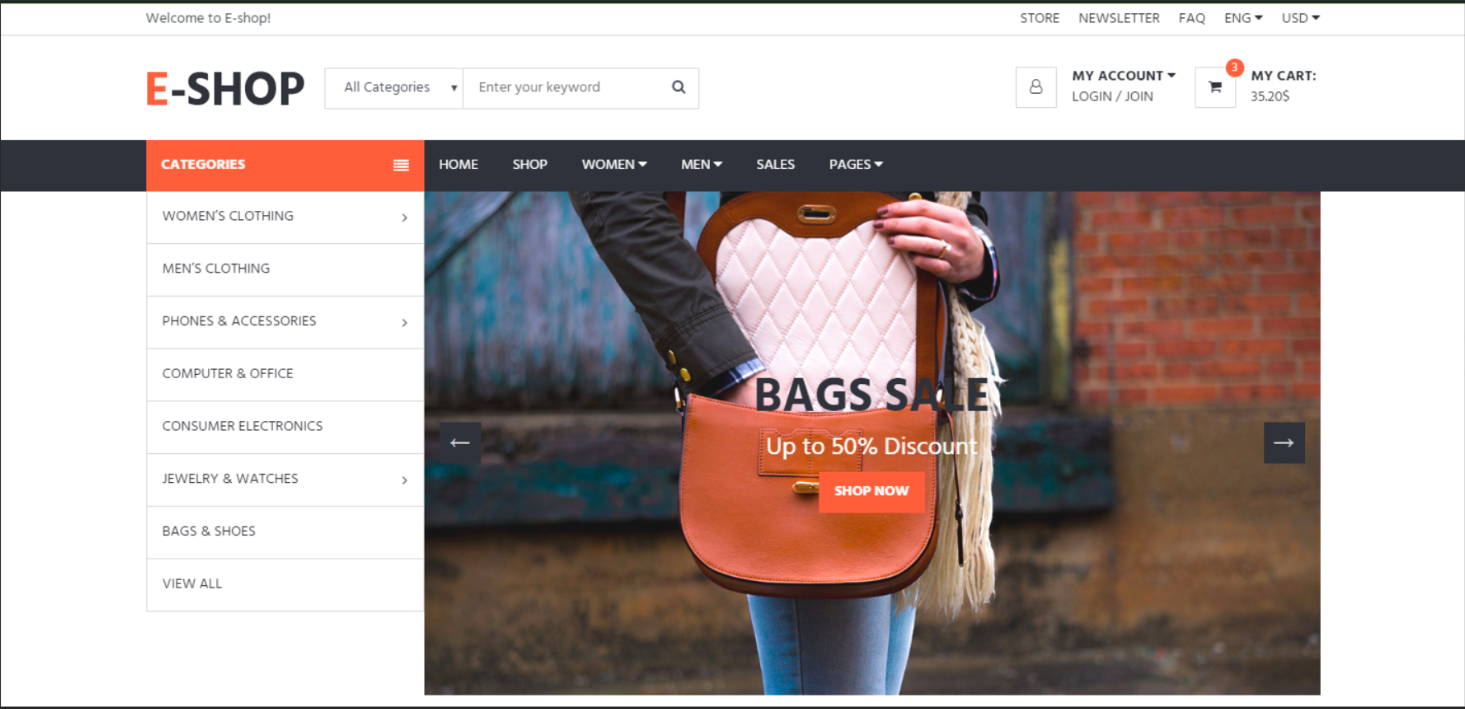 Welcome to E-shop!
STORE NEWSLETTER FAQ ENG USD
E-SHOP
All Categories Enter your keyword
MY ACCOUNT
LOGIN / JOIN
3
MY CART:
35.20$
CATEGORIES
HOME SHOP WOMEN MEN SALES PAGES
WOMEN’S CLOTHING
MEN’S CLOTHING
PHONES & ACCESSORIES
COMPUTER & OFFICE
CONSUMER ELECTRONICS
JEWELRY & WATCHES
BAGS & SHOES
VIEW ALL
BAGS SALE
Up to 50% Discount
SHOP NOW